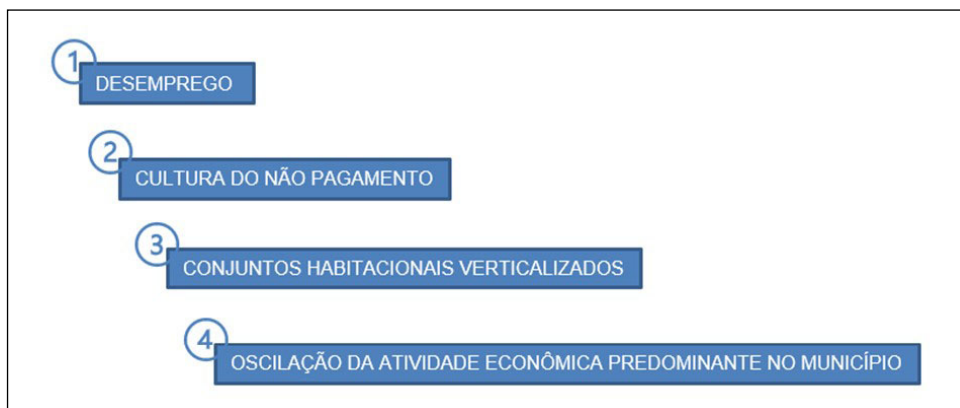 1
DESEMPREGO
2
CULTURA DO NÃO PAGAMENTO
3
CONJUNTOS HABITACIONAIS VERTICALIZADOS
4
OSCILAÇÃO DA ATIVIDADE ECONÔMICA PREDOMINANTE NO MUNICÍPIO